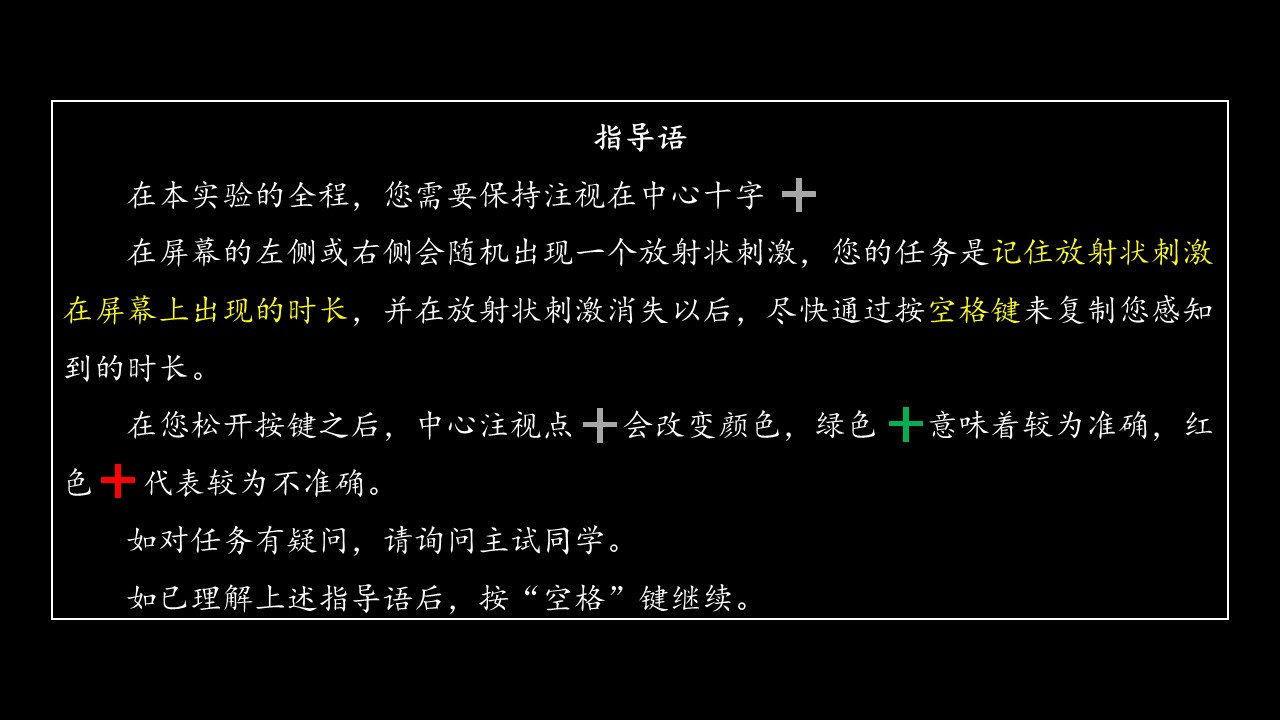 指导语
在本实验的全程，您需要保持注视在中心十字
在屏幕的左侧或右侧会随机出现一个放射状刺激，您的任务是记住放射状刺激
在屏幕上出现的时长，并在放射状刺激消失以后，尽快通过按空格键来复制您感知
到的时长。
在您松开按键之后，中心注视点会改变颜色，绿色意味着较为准确，红
色代表较为不准确。
如对任务有疑问，请询问主试同学。
如已理解上述指导语后，按“空格”键继续。